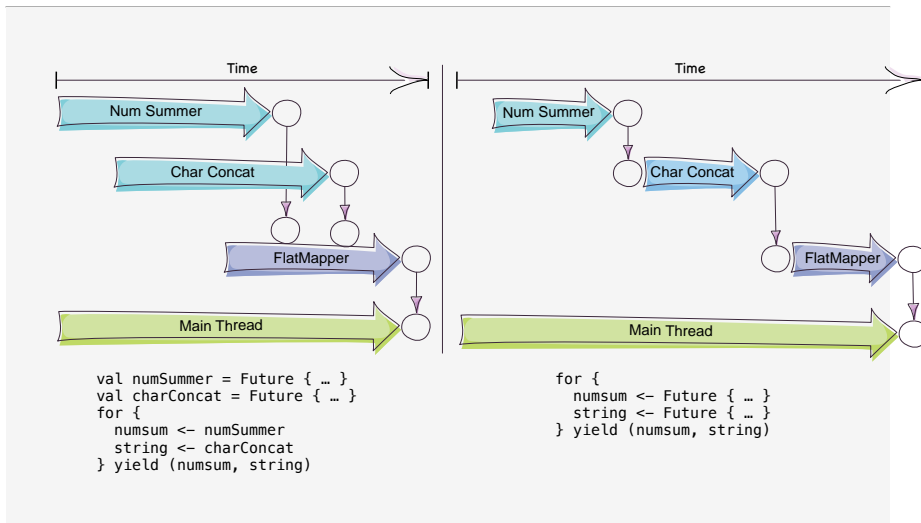 Time
Num Summer
Char Concat
FlatMapper
Main Thread
val numSummer = Future { … }
val charConcat = Future { … }
for {
  numsum <- numSummer
  string <- charConcat
} yield (numsum, string)
Time
Num Summer
Char Concat
FlatMapper
Main Thread
for {
  numsum <- Future { … }
  string <- Future { … }
} yield (numsum, string)